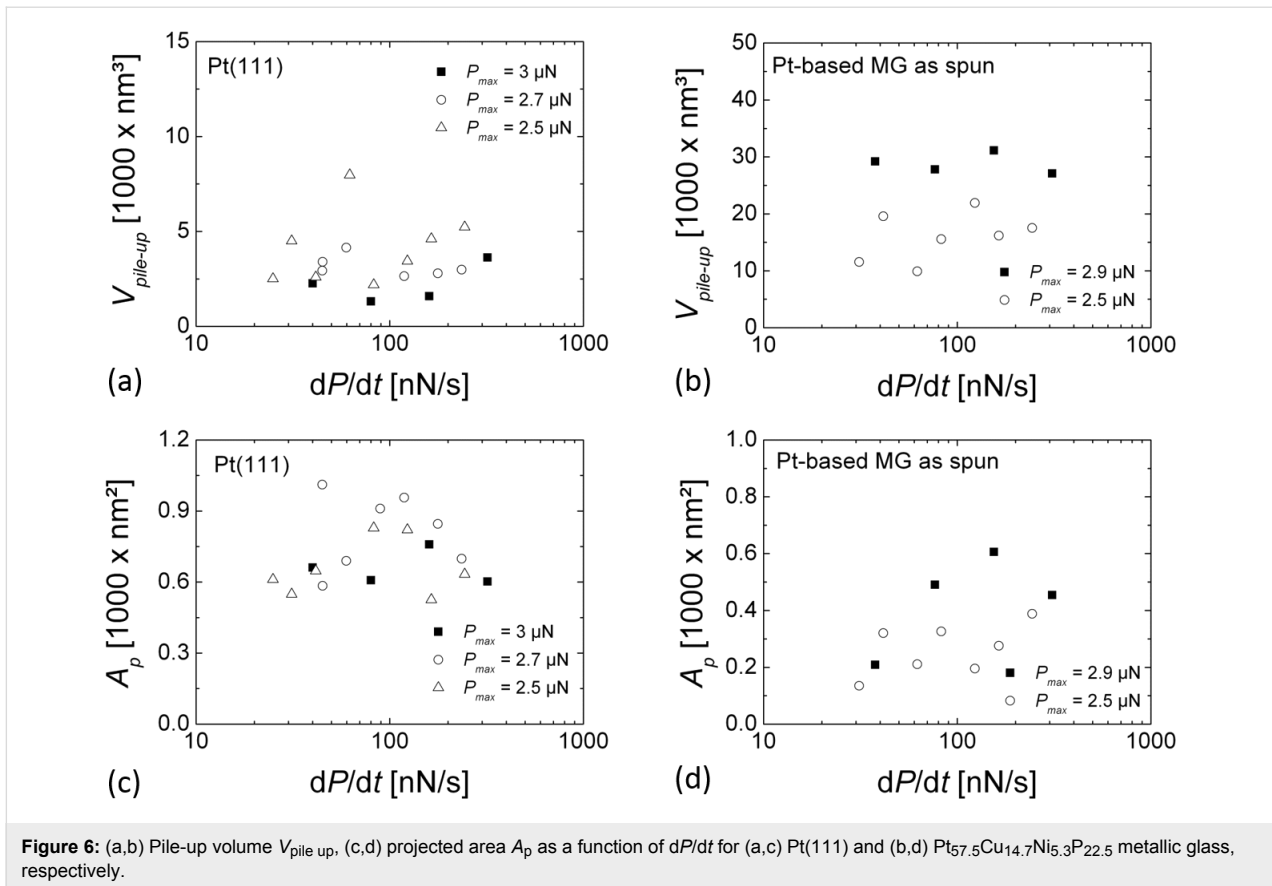 15
10
5
0
V_pile-up [1000 x nm³]
Pt(111)
P_max = 3 µN
P_max = 2.7 µN
P_max = 2.5 µN
10 100 1000
(a)
dP/dt [nN/s]
50
40
30
20
10
0
V_pile-up [1000 x nm³]
Pt-based MG as spun
P_max = 2.9 µN
P_max = 2.5 µN
10 100 1000
(b)
dP/dt [nN/s]
1.2
0.9
0.6
0.3
0.0
A_p [1000 x nm²]
Pt(111)
P_max = 3 µN
P_max = 2.7 µN
P_max = 2.5 µN
10 100 1000
(c)
dP/dt [nN/s]
1.0
0.8
0.6
0.4
0.2
0.0
A_p [1000 x nm²]
Pt-based MG as spun
P_max = 2.9 µN
P_max = 2.5 µN
10 100 1000
(d)
dP/dt [nN/s]
Figure 6: (a,b) Pile-up volume V_pile up, (c,d) projected area A_p as a function of dP/dt for (a,c) Pt(111) and (b,d) Pt57.5Cu14.7Ni5.3P22.5 metallic glass,
respectively.